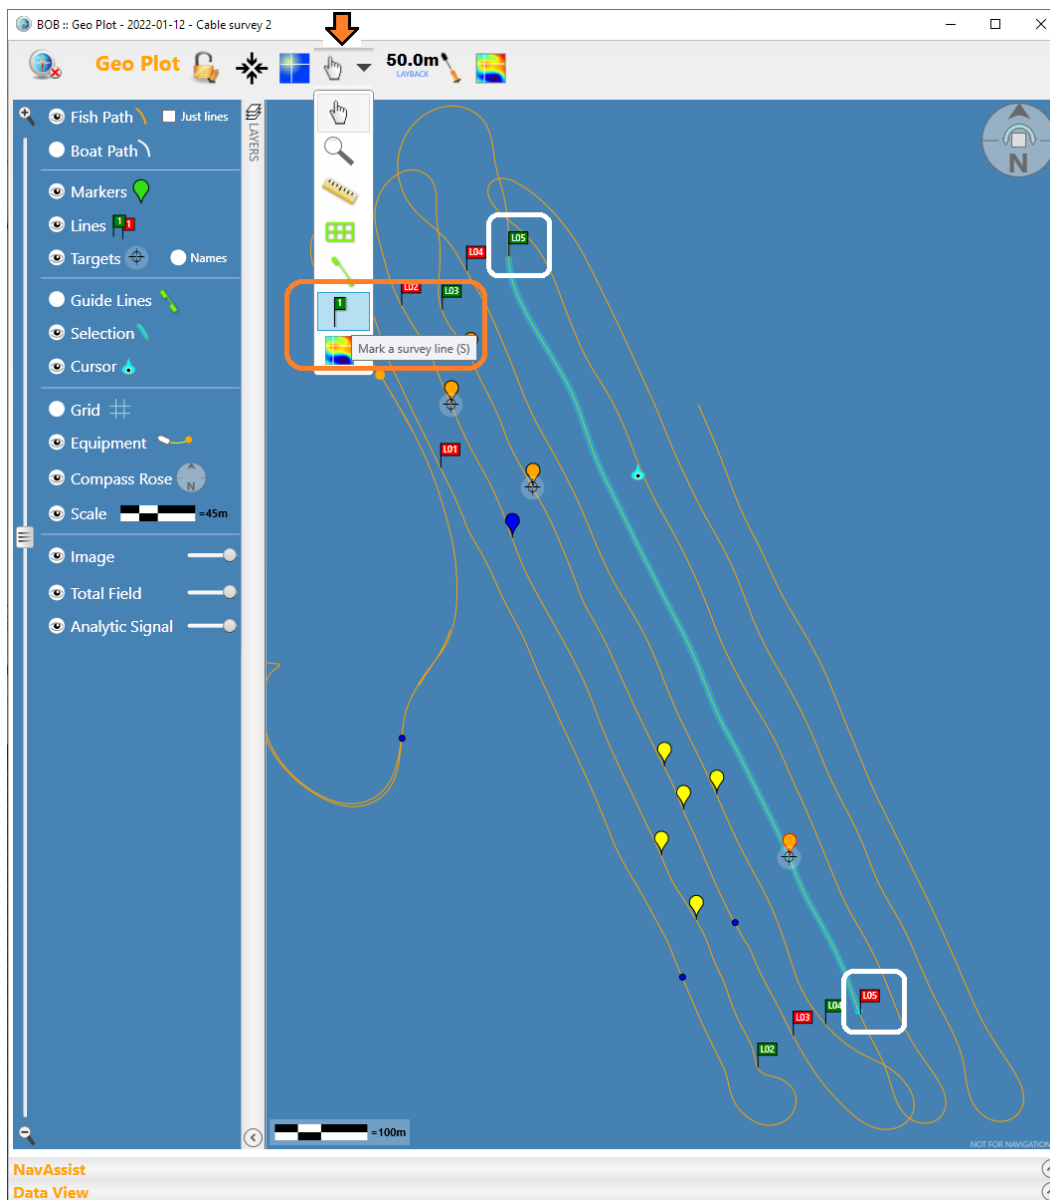 BOB :: Geo Plot - 2022-01-12 - Cable survey 2
Geo Plot
50.0m
LAYBACK
Fish Path
Just lines
Boat Path
Markers
Lines
1
1
Targets
Names
Guide Lines
Selection
Cursor
Grid
Equipment
Compass Rose
N
Scale
=45m
Image
Total Field
Analytic Signal
LAYERS
1
Mark a survey line (S)
N
L05
L04
L02
L03
L01
L05
L04
L03
L02
=100m
NOT FOR NAVIGATION
NavAssist
Data View